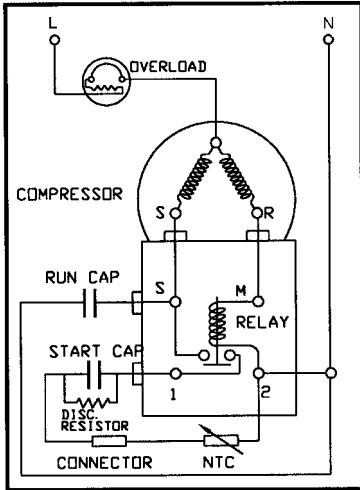 L
N
OVERLOAD
COMPRESSOR
S
R
RUN CAP
S
M
RELAY
START CAP
1
2
DISC.
RESISTOR
CONNECTOR
NTC